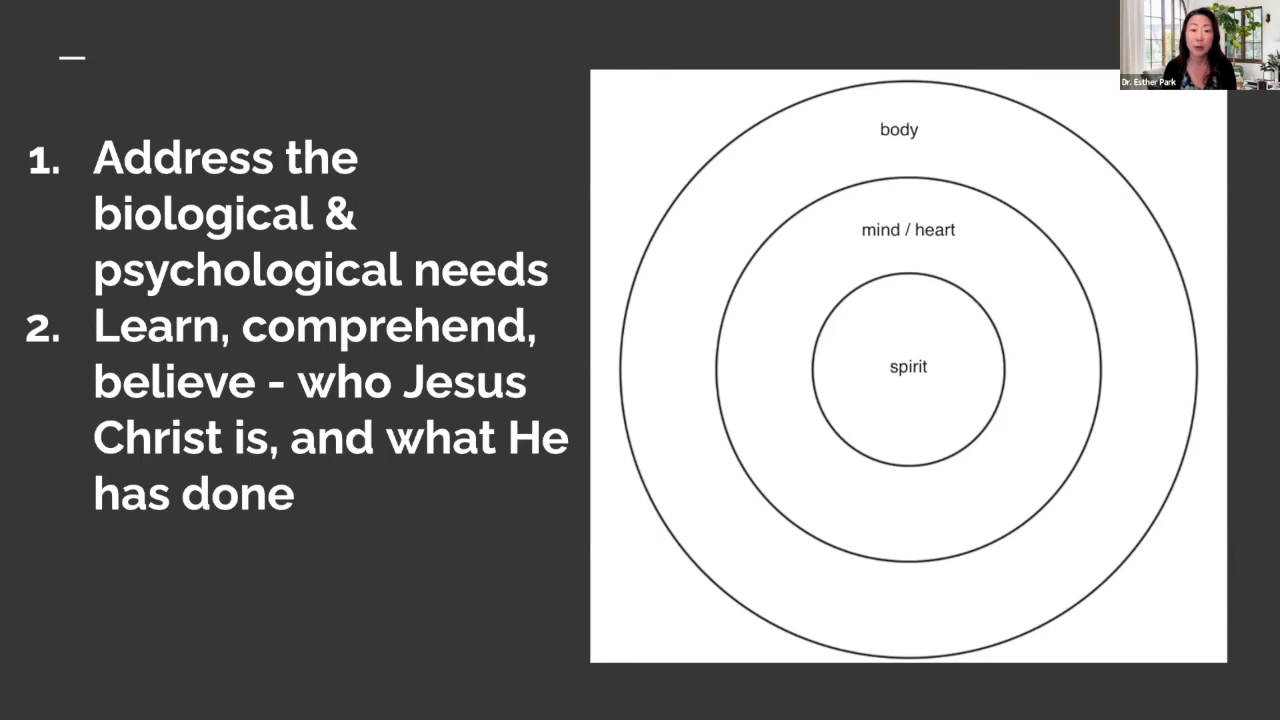 1. Address the
biological &
psychological needs
2. Learn, comprehend,
believe - who Jesus
Christ is, and what He
has done
body
mind / heart
spirit
Dr. Esther Park